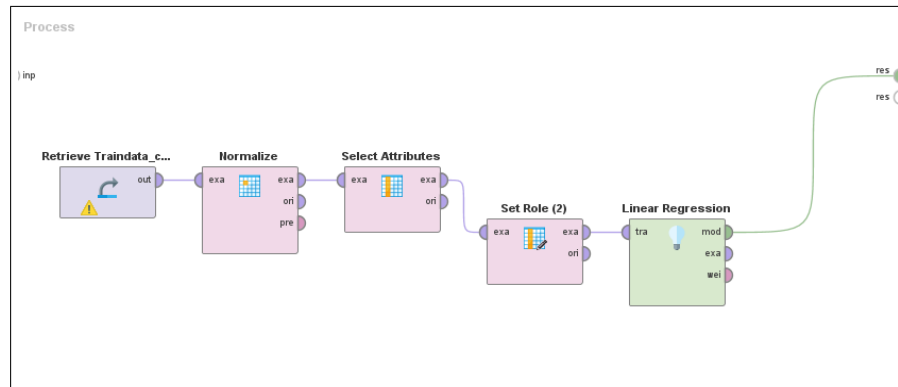 Process
) inp
res
res
Retrieve Traindata_c...
Normalize
Select Attributes
out
exa
exa
ori
pre
exa
exa
ori
Set Role (2)
Linear Regression
exa
exa
ori
tra
mod
exa
wei